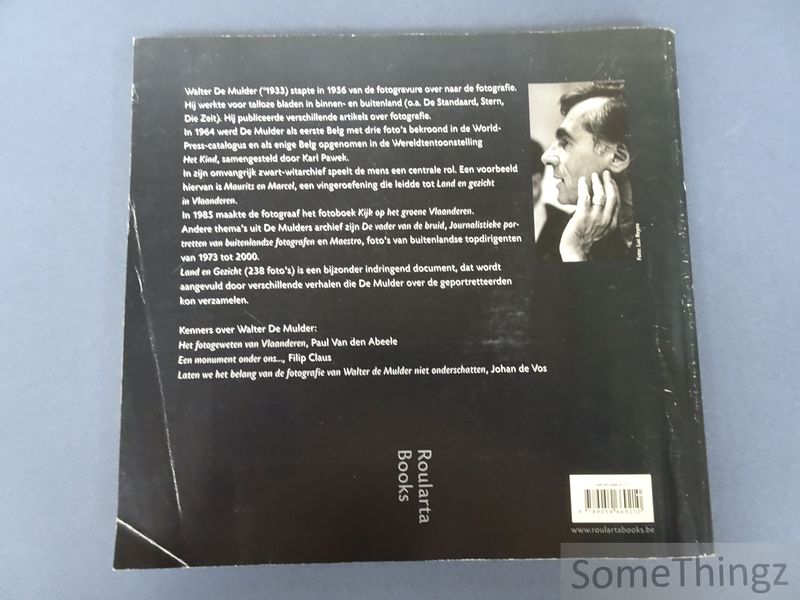 Walter De Mulder (°1933) stapte in 1956 van de fotogravure over naar de fotografie.
Hij werkte voor talloze bladen in binnen- en buitenland (o.a. De Standaard, Stern,
Die Zeit). Hij publiceerde verschillende artikels over fotografie.
In 1964 werd De Mulder als eerste Belg met drie foto's bekroond in de World-
Press-catalogus en als enige Belg opgenomen in de Wereldtentoonstelling
Het Kind, samengesteld door Karl Pawek.
In zijn omvangrijk zwart-witarchief speelt de mens een centrale rol. Een voorbeeld
hiervan is Maurits en Marcel, een vingeroefening die leidde tot Land en gezicht
in Vlaanderen.
In 1985 maakte de fotograaf het fotoboek Kijk op het groene Vlaanderen.
Andere thema's uit De Mulders archief zijn De vader van de bruid, Journalistieke por-
tretten van buitenlandse fotografen en Maestro, foto's van buitenlandse topdirigenten
van 1973 tot 2000.
Land en Gezicht (238 foto's) is een bijzonder indringend document, dat wordt
aangevuld door verschillende verhalen die De Mulder over de geportretteerden
kon verzamelen.
Kenners over Walter De Mulder:
Het fotogeweten van Vlaanderen, Paul Van den Abeele
Een monument onder ons..., Filip Claus
Laten we het belang van de fotografie van Walter de Mulder niet onderschatten, Johan de Vos
Foto: Luc Reyns
Roularta
Books
www.roulartabooks.be
SomeThingz